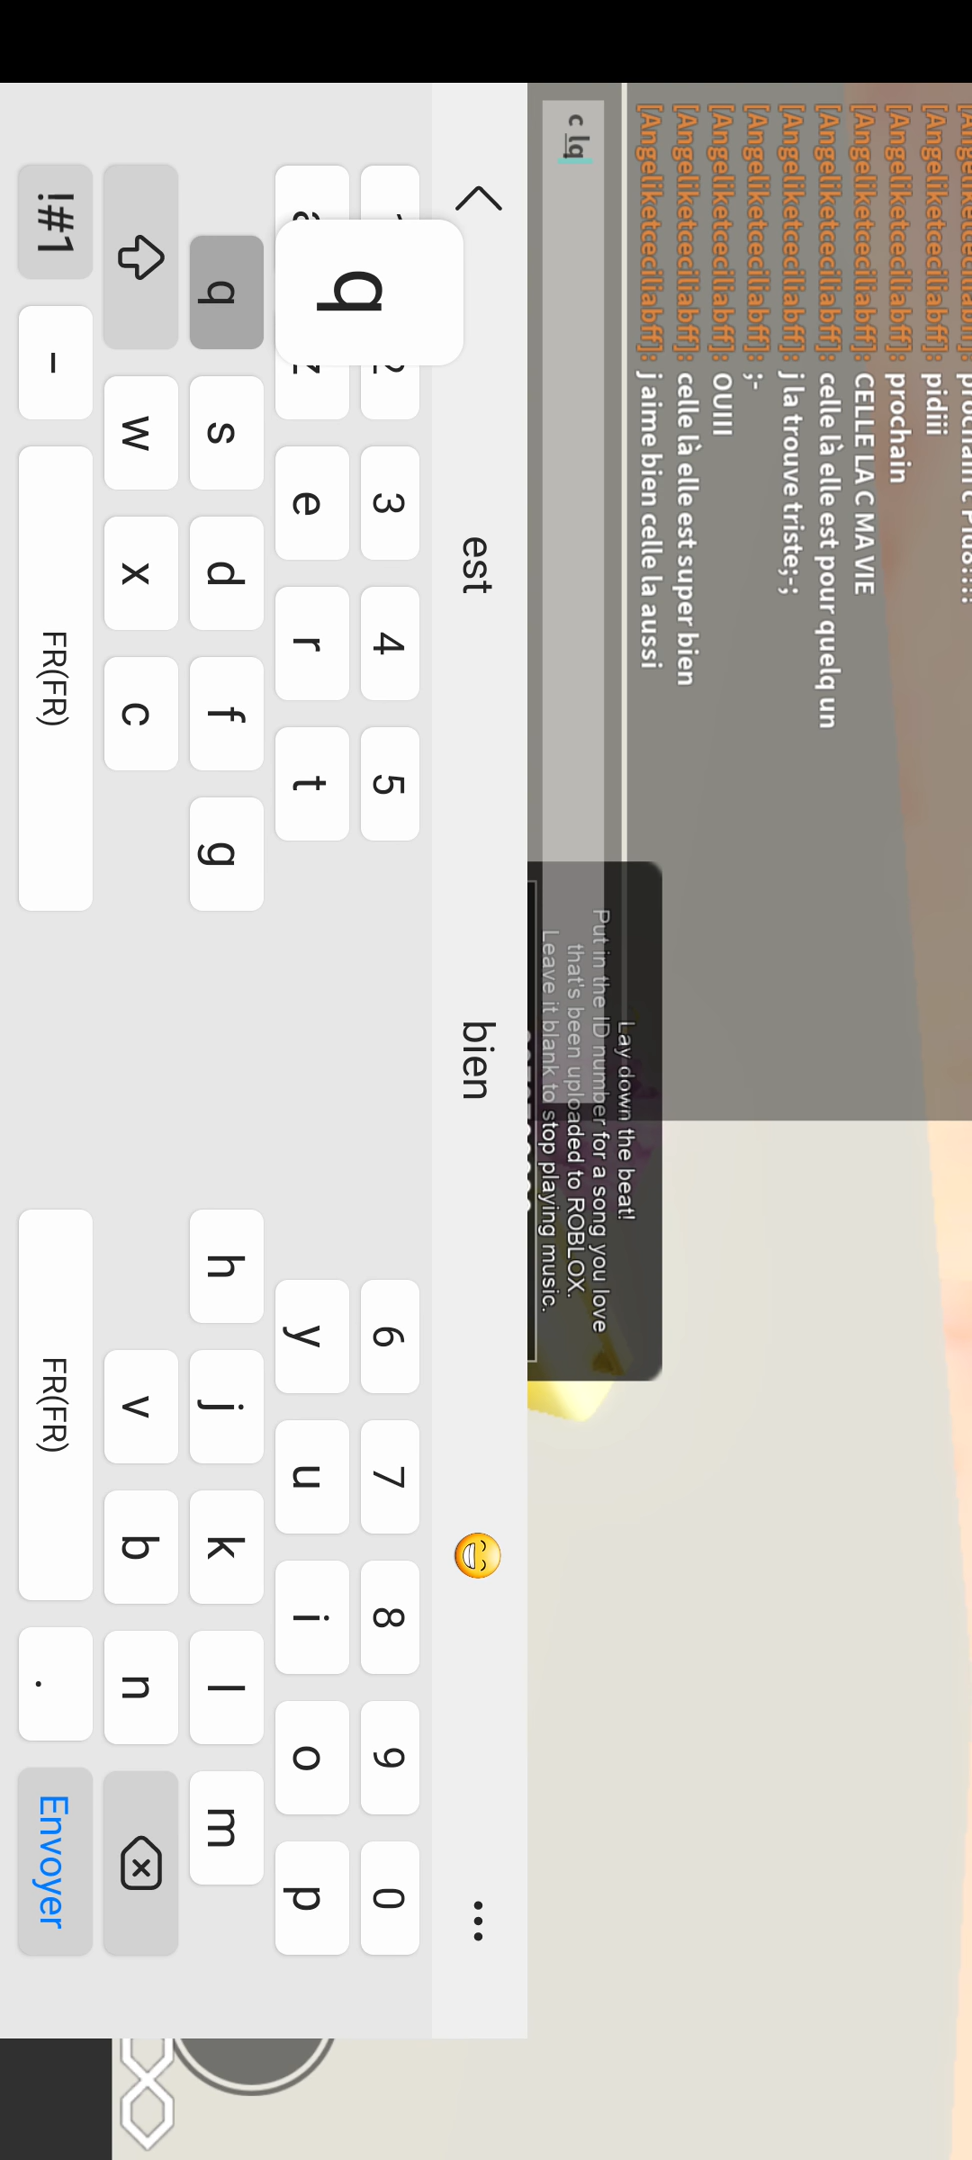 [Angeliketceciliabff]: pidiii
[Angeliketceciliabff]: prochain
[Angeliketceciliabff]: CELLE LA C MA VIE
[Angeliketceciliabff]: celle là elle est pour quelq un
[Angeliketceciliabff]: j la trouve triste;-;
[Angeliketceciliabff]: ;-
[Angeliketceciliabff]: OUIII
[Angeliketceciliabff]: celle là elle est super bien
[Angeliketceciliabff]: j aime bien celle la aussi
c lq
Lay down the beat!
Put in the ID number for a song you love
that's been uploaded to ROBLOX.
Leave it blank to stop playing music.
est bien
3 4 5 6 7 8 9 0
e r t y u i o p
q
q s d f g h j k l m
w x c v b n
!#1 - FR(FR) FR(FR) . Envoyer